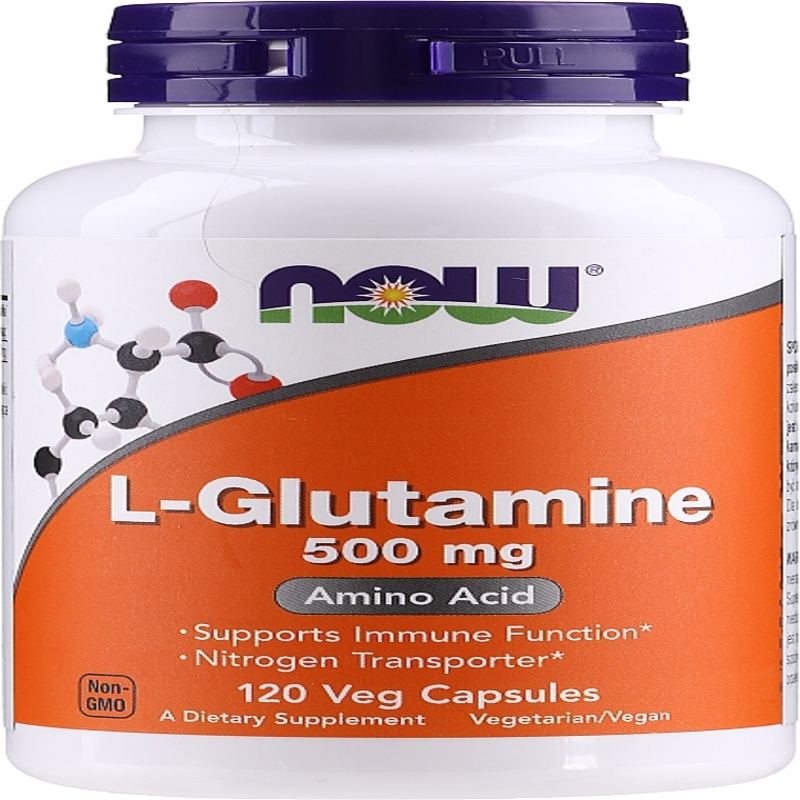 PULL
NOW®
L-Glutamine
500 mg
Amino Acid
• Supports Immune Function*
• Nitrogen Transporter*
Non-
GMO
120 Veg Capsules
A Dietary Supplement Vegetarian/Vegan